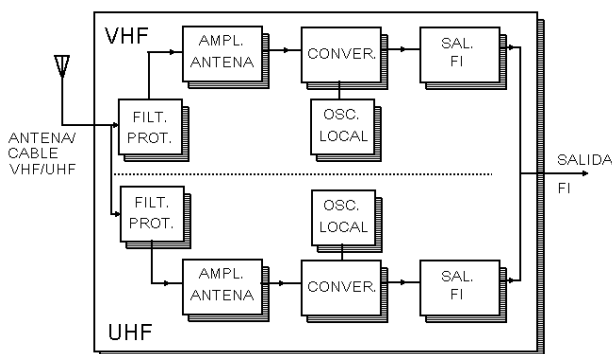 VHF
AMPL.
ANTENA
CONVER.
SAL.
FI
FILT.
PROT.
OSC.
LOCAL
ANTENA/
CABLE
VHF/UHF
SALIDA
FI
FILT.
PROT.
OSC.
LOCAL
AMPL.
ANTENA
CONVER.
SAL.
FI
UHF